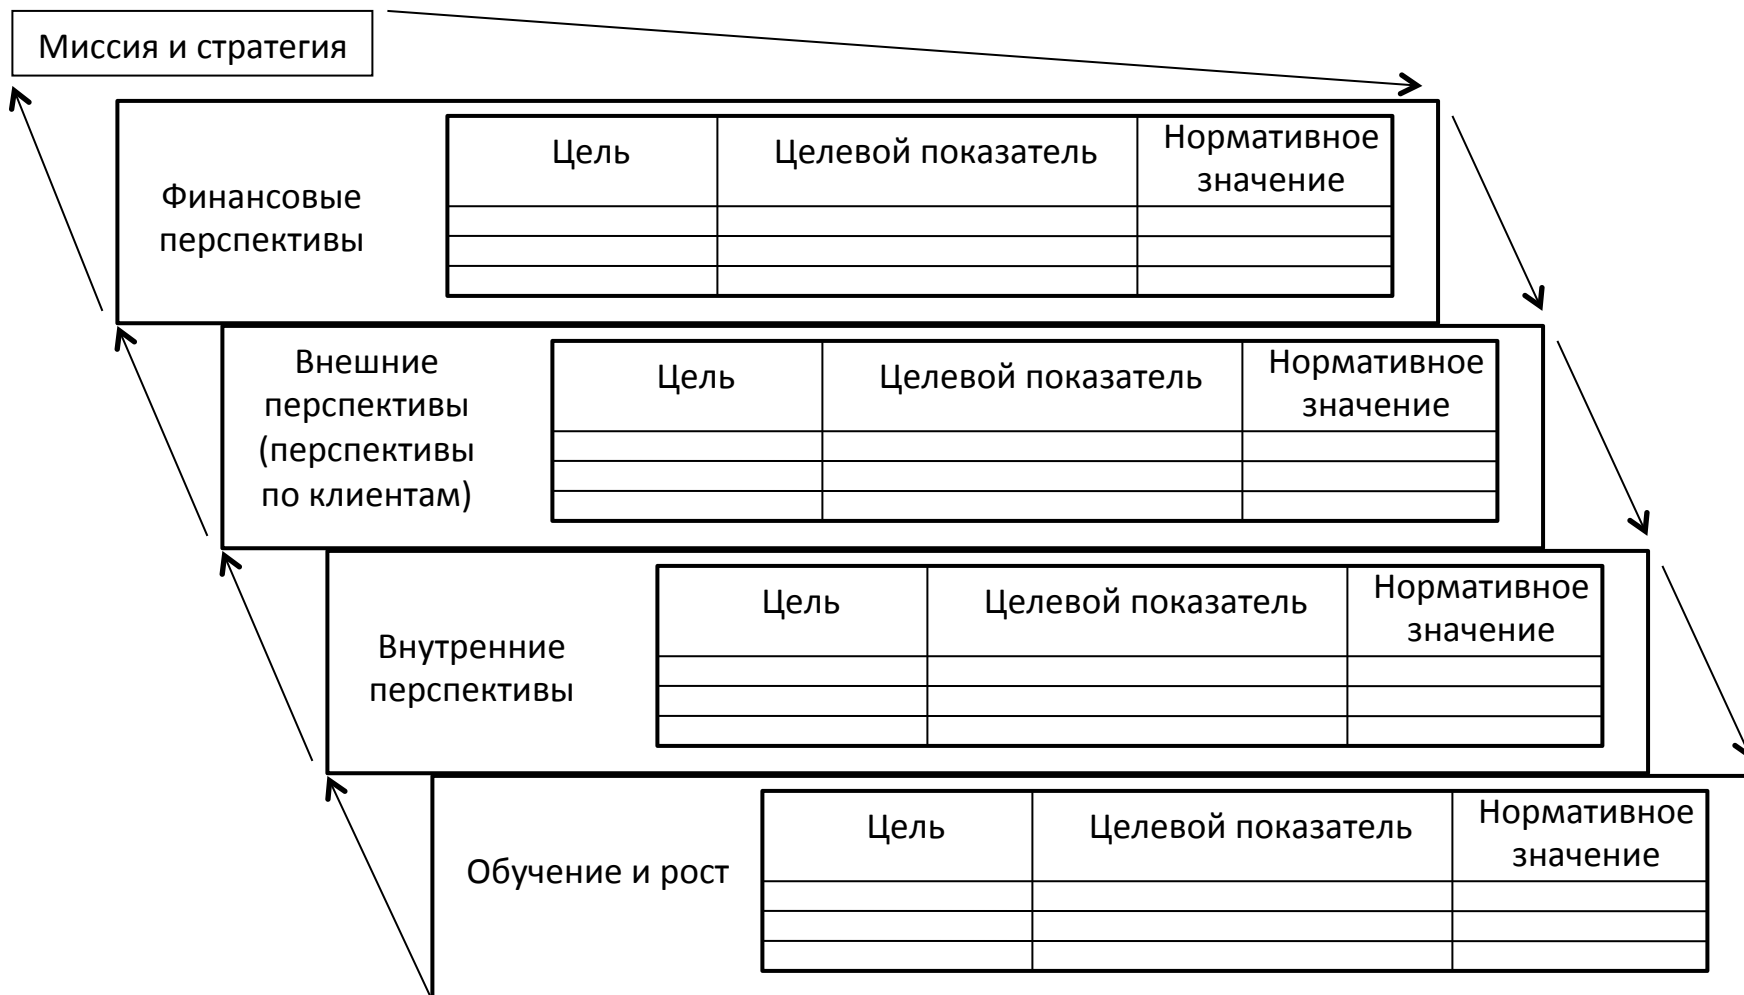 Миссия и стратегия
Финансовые
перспективы
Цель
Целевой показатель
Нормативное
значение
Внешние
перспективы
(перспективы
по клиентам)
Цель
Целевой показатель
Нормативное
значение
Внутренние
перспективы
Цель
Целевой показатель
Нормативное
значение
Обучение и рост
Цель
Целевой показатель
Нормативное
значение